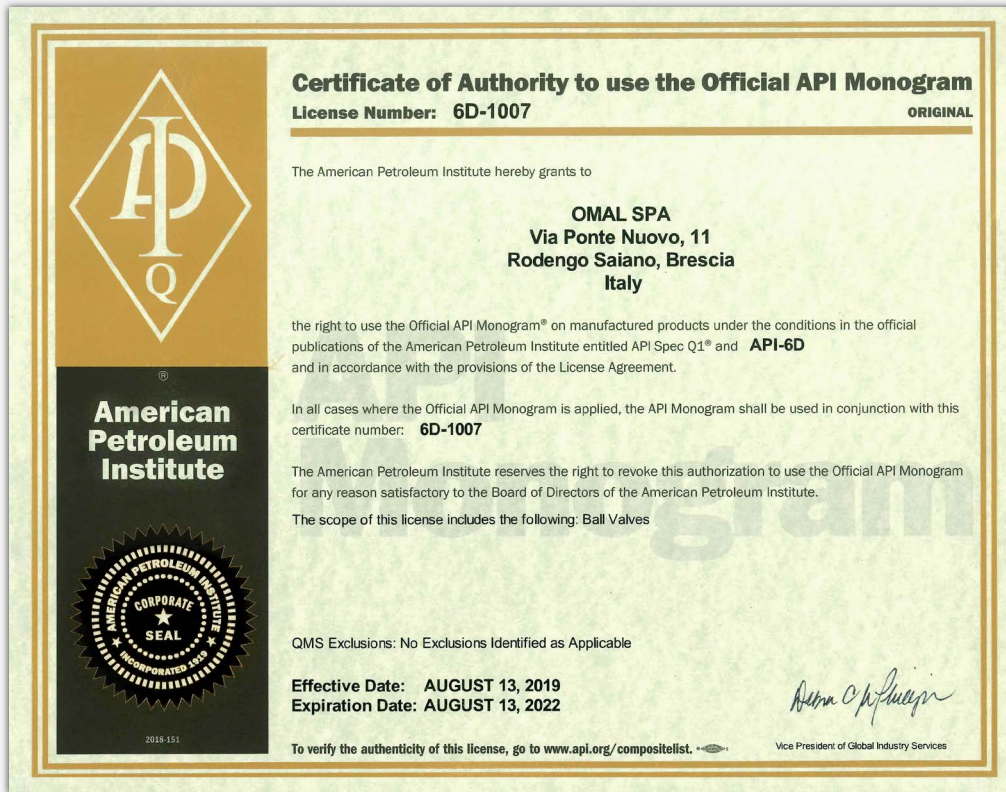 Certificate of Authority to use the Official API Monogram
License Number: 6D-1007
ORIGINAL
The American Petroleum Institute hereby grants to
OMAL SPA
Via Ponte Nuovo, 11
Rodengo Saiano, Brescia
Italy
the right to use the Official API Monogram® on manufactured products under the conditions in the official
publications of the American Petroleum Institute entitled API Spec Q1® and API-6D
and in accordance with the provisions of the License Agreement.
In all cases where the Official API Monogram is applied, the API Monogram shall be used in conjunction with this
certificate number: 6D-1007
The American Petroleum Institute reserves the right to revoke this authorization to use the Official API Monogram
for any reason satisfactory to the Board of Directors of the American Petroleum Institute.
The scope of this license includes the following: Ball Valves
QMS Exclusions: No Exclusions Identified as Applicable
Effective Date: AUGUST 13, 2019
Expiration Date: AUGUST 13, 2022
To verify the authenticity of this license, go to www.api.org/compositelist.
Vice President of Global Industry Services
API
Q
®
American
Petroleum
Institute
AMERICAN PETROLEUM INSTITUTE
CORPORATE
SEAL
INCORPORATED 1919
2018-151
API
Monogram